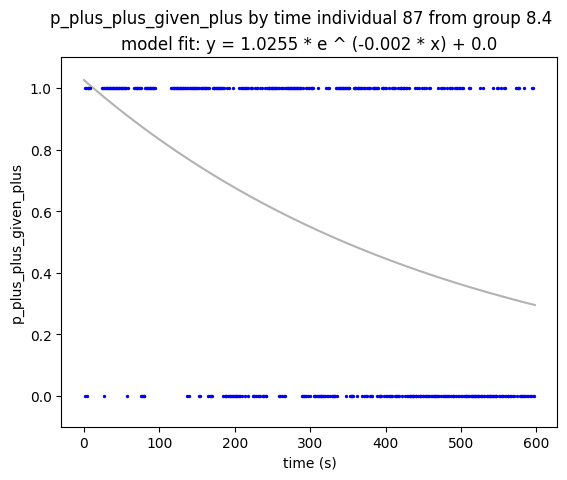 p_plus_plus_given_plus by time individual 87 from group 8.4
model fit: y = 1.0255 * e ^ (-0.002 * x) + 0.0
p_plus_plus_given_plus
1.0
0.8
0.6
0.4
0.2
0.0
0 100 200 300 400 500 600
time (s)